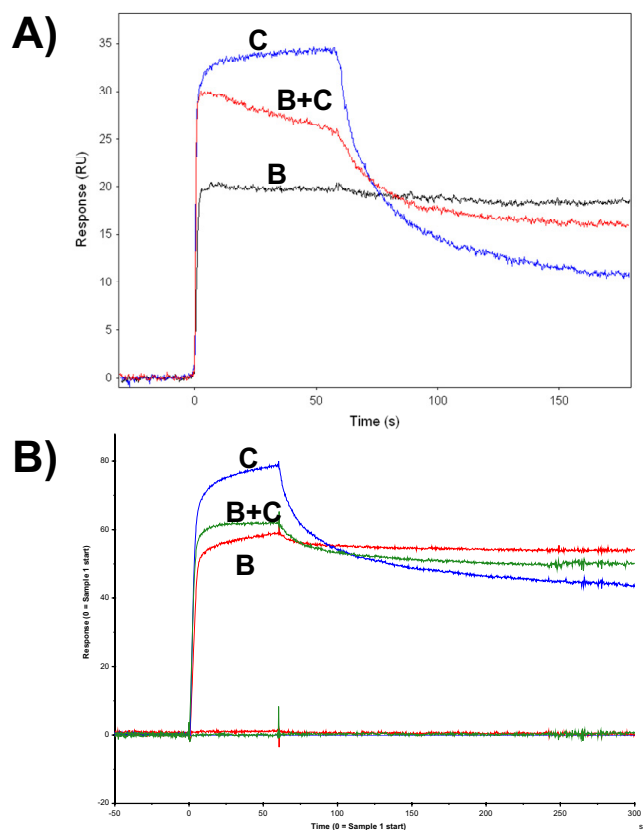 A)
C
B+C
B
35
30
25
20
15
10
5
0
Response (RU)
0
50
100
150
Time (s)
B)
C
B+C
B
80
60
40
20
0
-20
Response (0 = Sample 1 start)
-50
0
50
100
150
200
250
300
Time (0 = Sample 1 start)
s